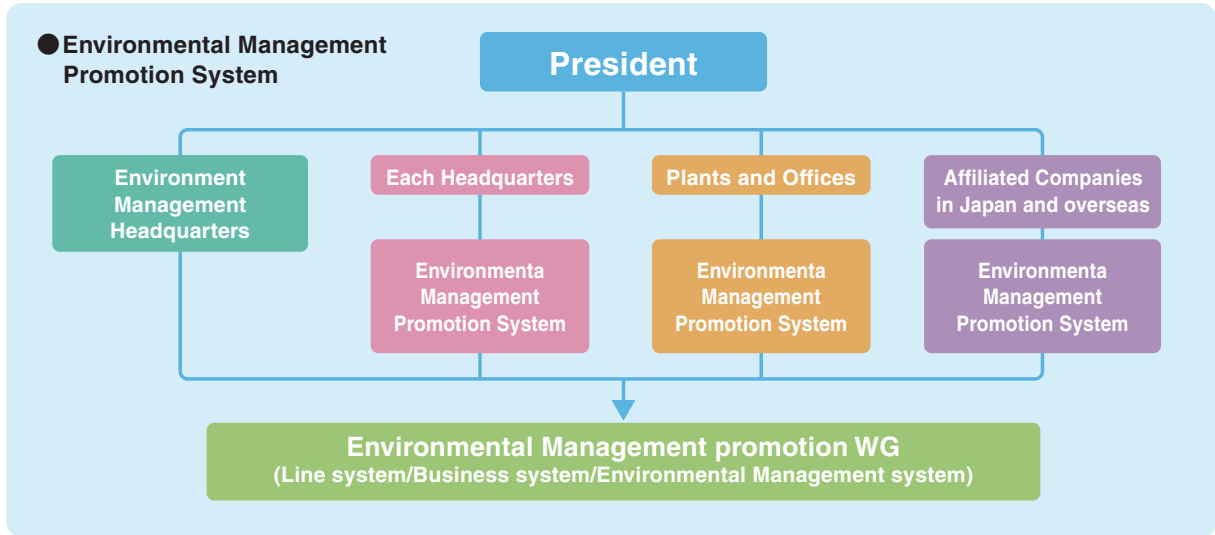 ●Environmental Management
Promotion System
President
Environment
Management
Headquarters
Each Headquarters
Plants and Offices
Affiliated Companies
in Japan and overseas
Environmenta
Management
Promotion System
Environmenta
Management
Promotion System
Environmenta
Management
Promotion System
Environmental Management promotion WG
(Line system/Business system/Environmental Management system)